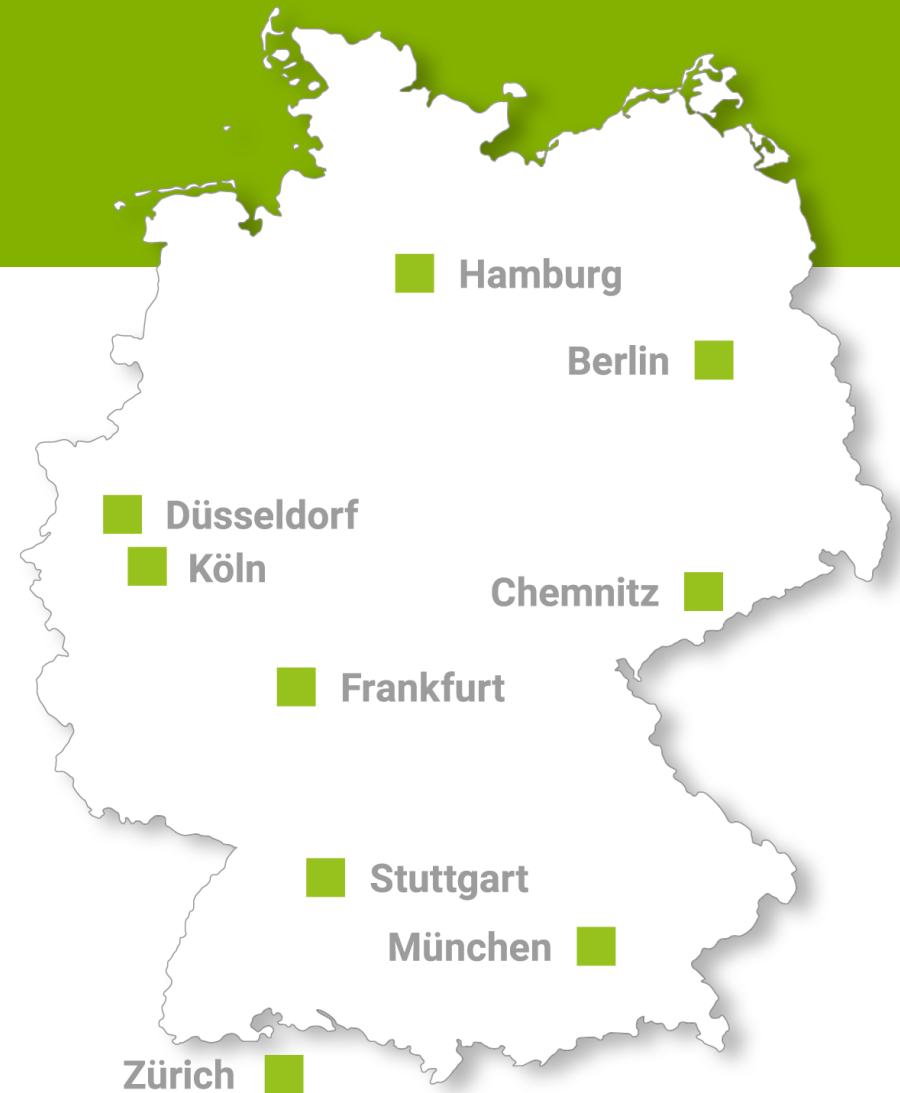 Hamburg
Berlin
Düsseldorf
Köln
Chemnitz
Frankfurt
Stuttgart
München
Zürich